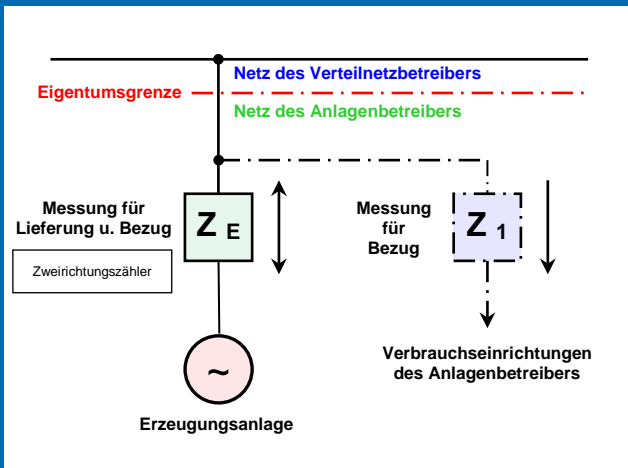 Netz des Verteilnetzbetreibers
Eigentumsgrenze
Netz des Anlagenbetreibers
Messung für
Lieferung u. Bezug
Zweirichtungszähler
Z E
Messung
für
Bezug
Z 1
Verbrauchseinrichtungen
des Anlagenbetreibers
~
Erzeugungsanlage